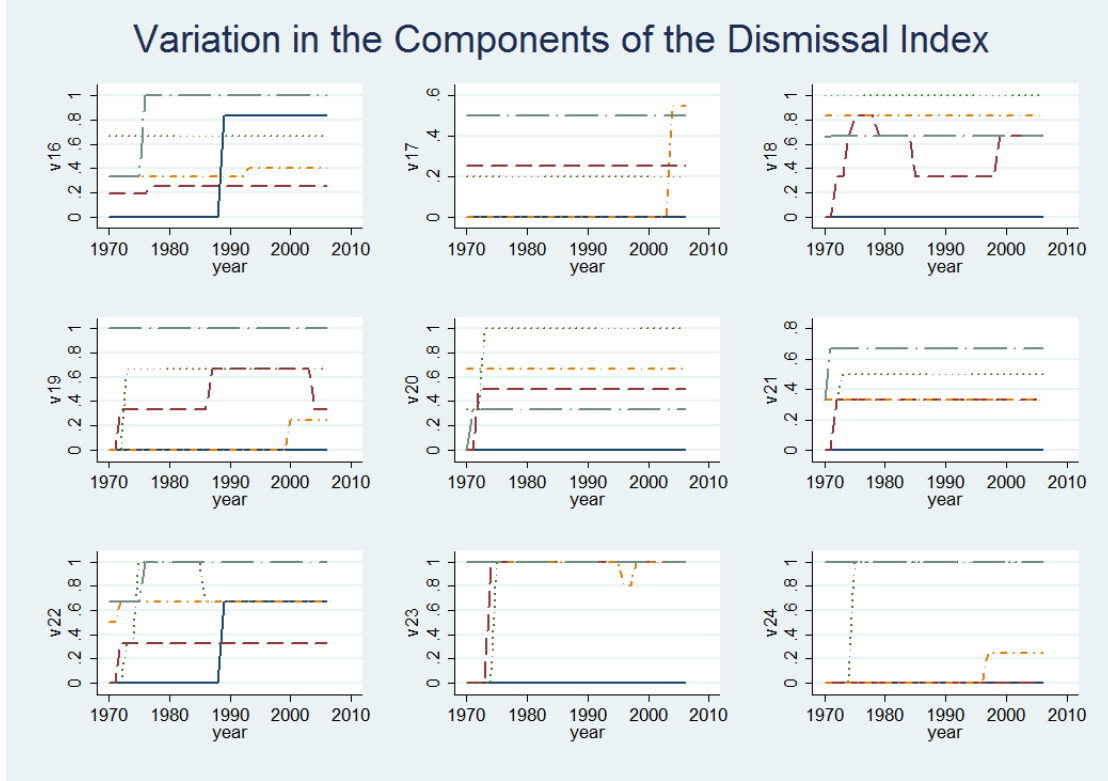 Variation in the Components of the Dismissal Index
v16
0 .2 .4 .6 .8 1
1970 1980 1990 2000 2010
year
v17
0 .2 .4 .6
1970 1980 1990 2000 2010
year
v18
0 .2 .4 .6 .8 1
1970 1980 1990 2000 2010
year
v19
0 .2 .4 .6 .8 1
1970 1980 1990 2000 2010
year
v20
0 .2 .4 .6 .8 1
1970 1980 1990 2000 2010
year
v21
0 .2 .4 .6 .8
1970 1980 1990 2000 2010
year
v22
0 .2 .4 .6 .8 1
1970 1980 1990 2000 2010
year
v23
0 .2 .4 .6 .8 1
1970 1980 1990 2000 2010
year
v24
0 .2 .4 .6 .8 1
1970 1980 1990 2000 2010
year